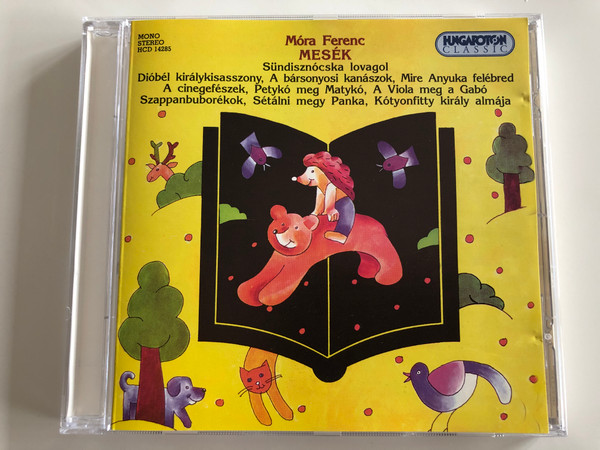 MONO
STEREO
HCD 14285
HUNGAROTON
CLASSIC
Móra Ferenc
MESÉK
Sündisznócska lovagol
Dióbél királykisasszony, A bársonyosi kanászok, Mire Anyuka felébred
A cinegefészek, Petykó meg Matykó, A Viola meg a Gabó
Szappanbuborékok, Sétálni megy Panka, Kótyonfitty király almája